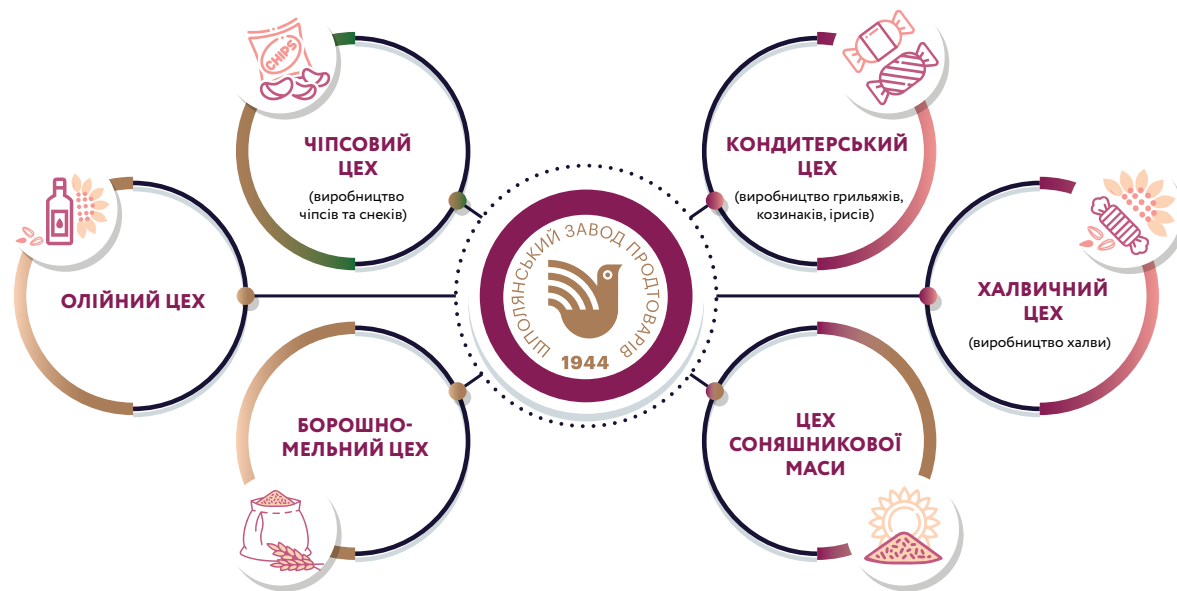 CHIPS
ЧІПСОВИЙ
ЦЕХ
(виробництво
чіпсів та снеків)
КОНДИТЕРСЬКИЙ
ЦЕХ
(виробництво грильяжів,
козинаків, ірисів)
ОЛІЙНИЙ ЦЕХ
ШПОЛЯНСЬКИЙ ЗАВОД ПРОДТОВАРІВ
1944
ХАЛВИЧНИЙ
ЦЕХ
(виробництво халви)
БОРОШНО-
МЕЛЬНИЙ ЦЕХ
ЦЕХ
СОНЯШНИКОВОЇ
МАСИ